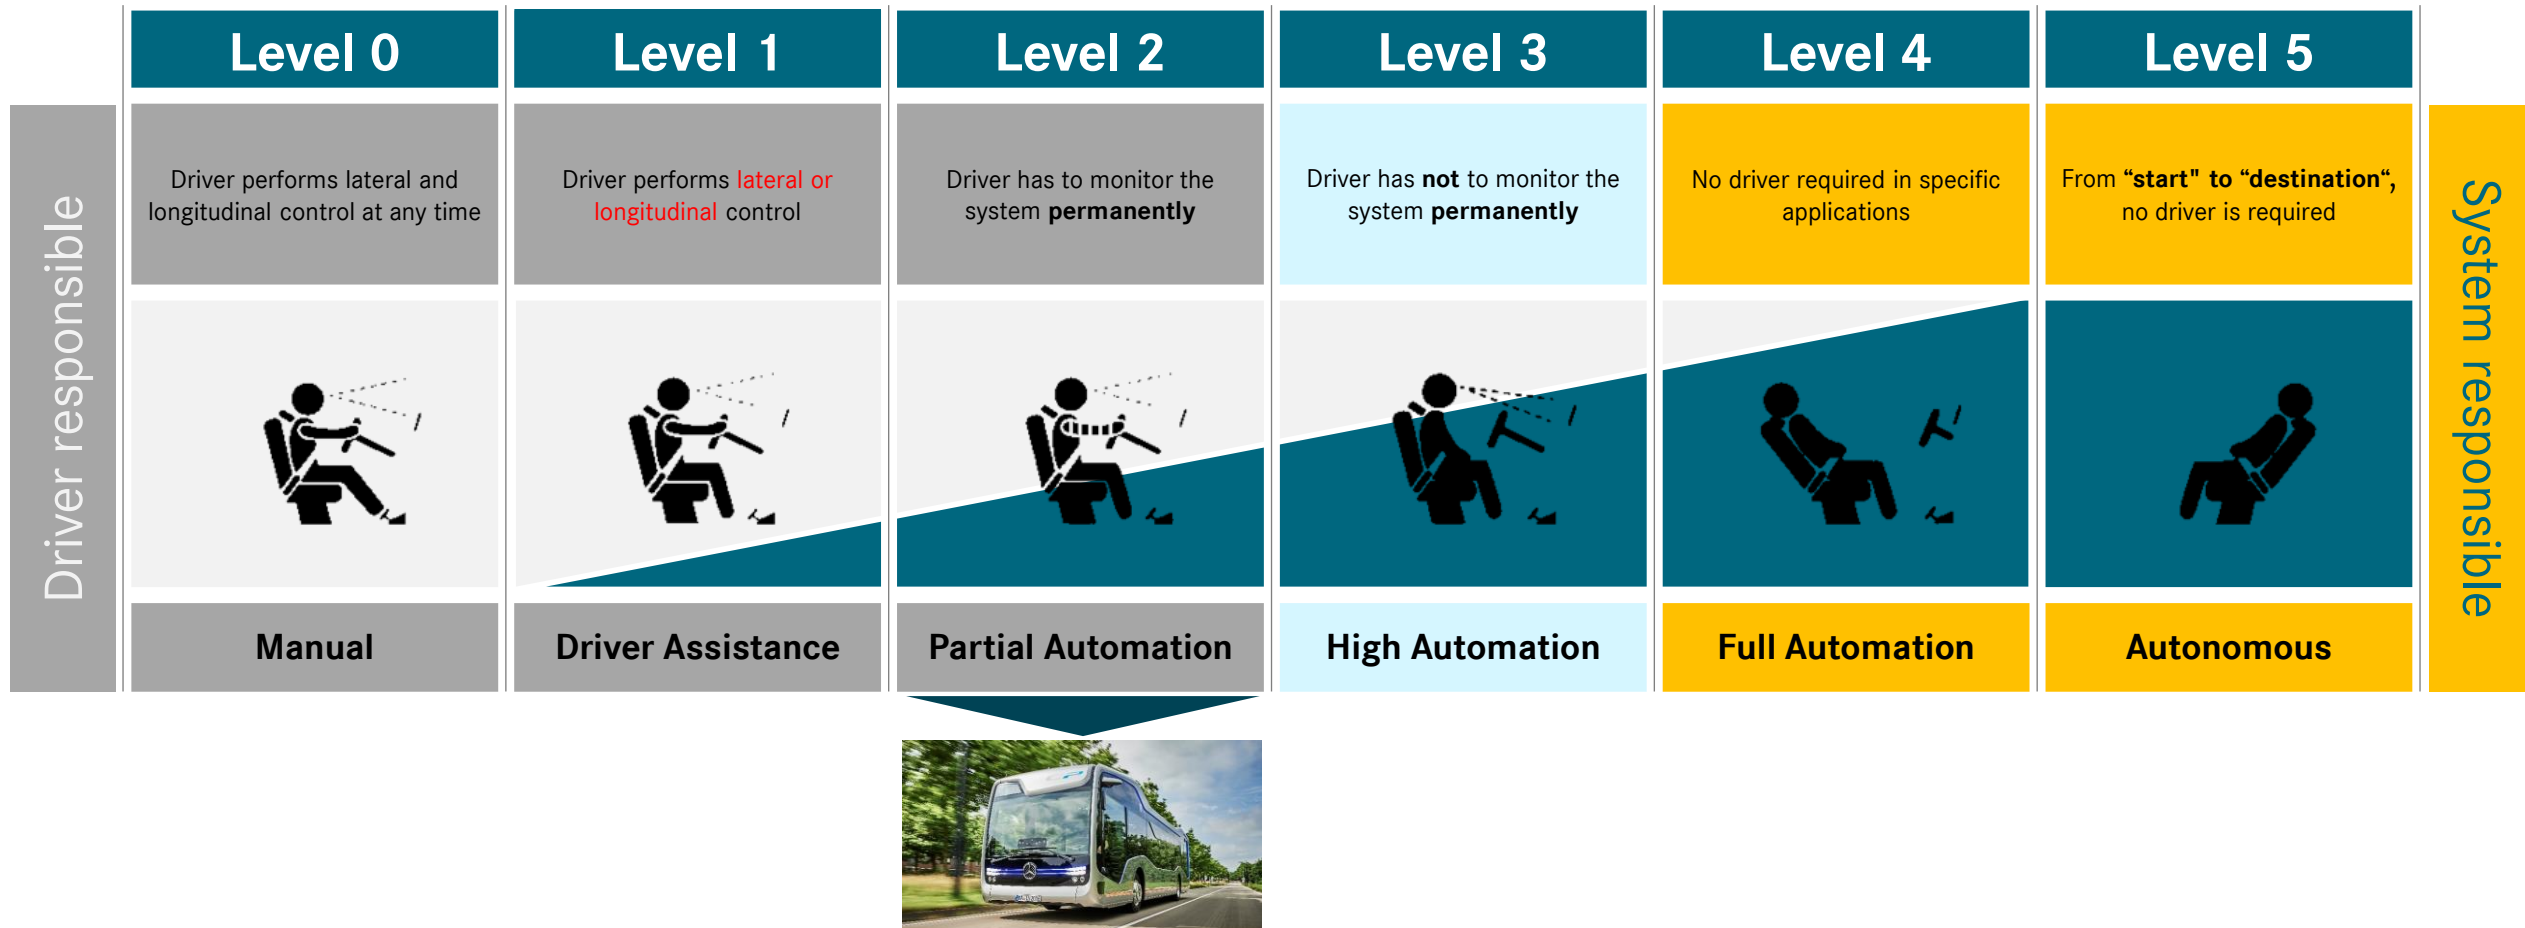 Level 0
Level 1
Level 2
Level 3
Level 4
Level 5
Driver responsible
Driver performs lateral and
longitudinal control at any time
Driver performs lateral or
longitudinal control
Driver has to monitor the
system permanently
Driver has not to monitor the
system permanently
No driver required in specific
applications
From “start" to “destination“,
no driver is required
System responsible
Manual
Driver Assistance
Partial Automation
High Automation
Full Automation
Autonomous